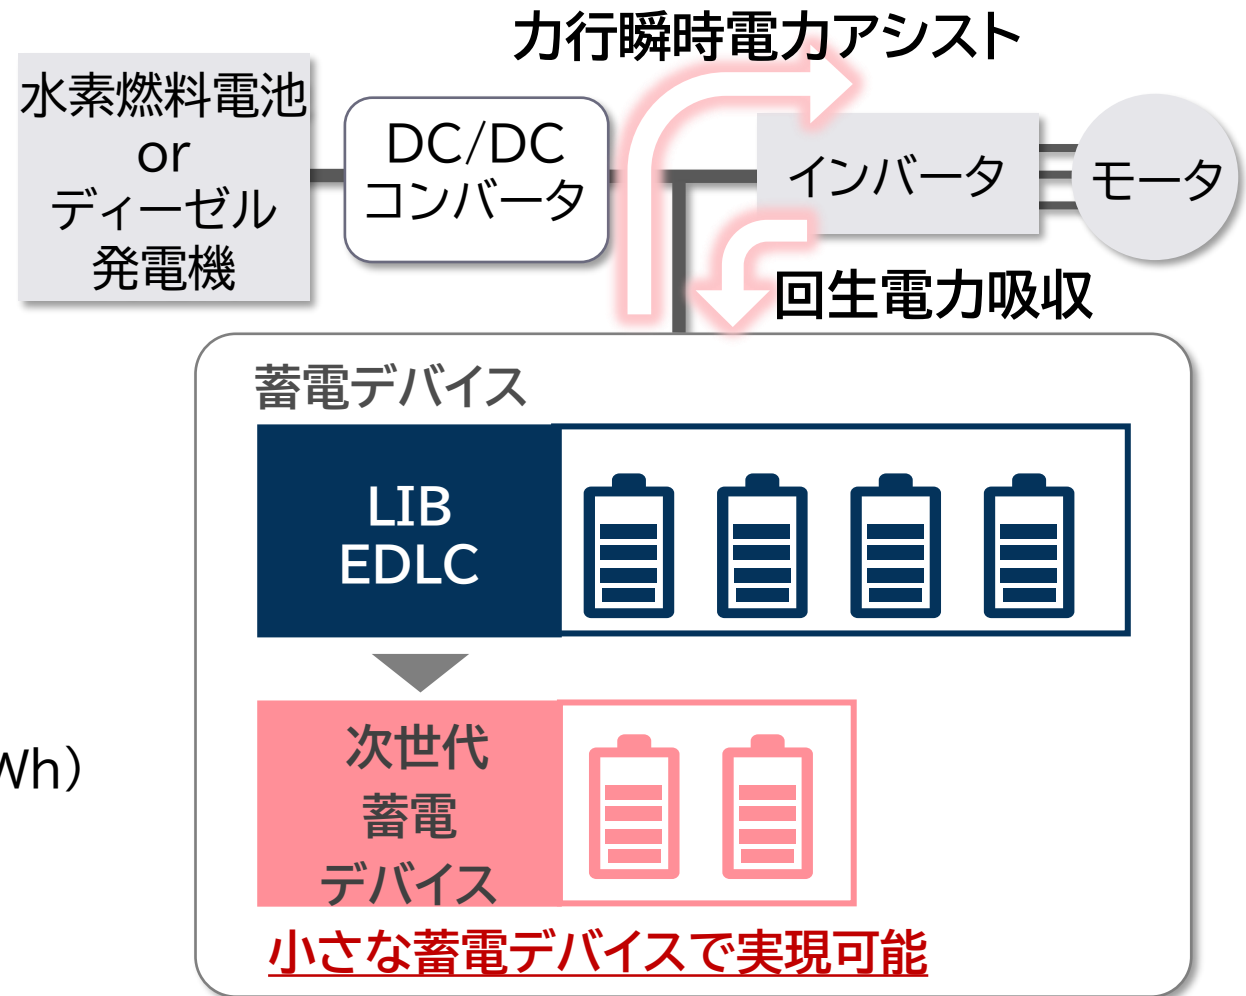 力行瞬時電力アシスト
水素燃料電池
or
ディーゼル
発電機
DC/DC
コンバータ
インバータ
モータ
回生電力吸収
蓄電デバイス
LIB
EDLC
次世代
蓄電
デバイス
Wh）
小さな蓄電デバイスで実現可能